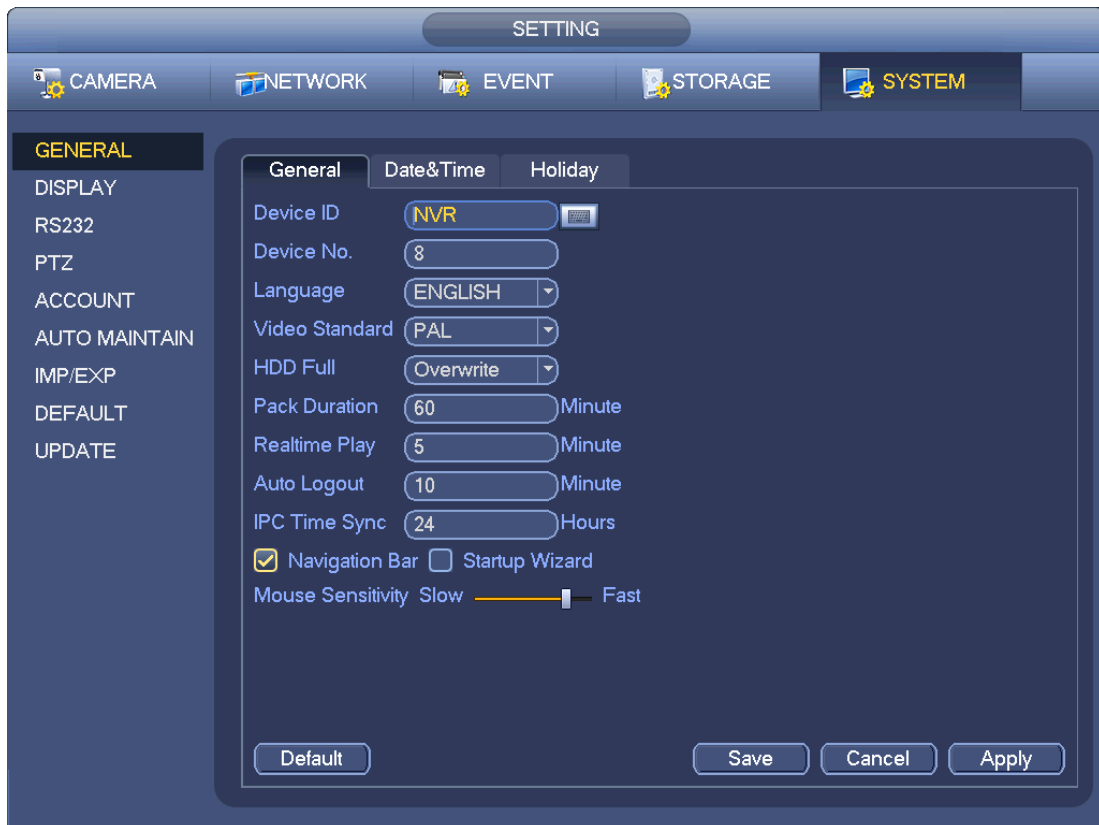 SETTING
CAMERA NETWORK EVENT STORAGE SYSTEM
GENERAL
DISPLAY
RS232
PTZ
ACCOUNT
AUTO MAINTAIN
IMP/EXP
DEFAULT
UPDATE
General Date&Time Holiday
Device ID NVR
Device No. 8
Language ENGLISH
Video Standard PAL
HDD Full Overwrite
Pack Duration 60 Minute
Realtime Play 5 Minute
Auto Logout 10 Minute
IPC Time Sync 24 Hours
Navigation Bar Startup Wizard
Mouse Sensitivity Slow Fast
Default Save Cancel Apply